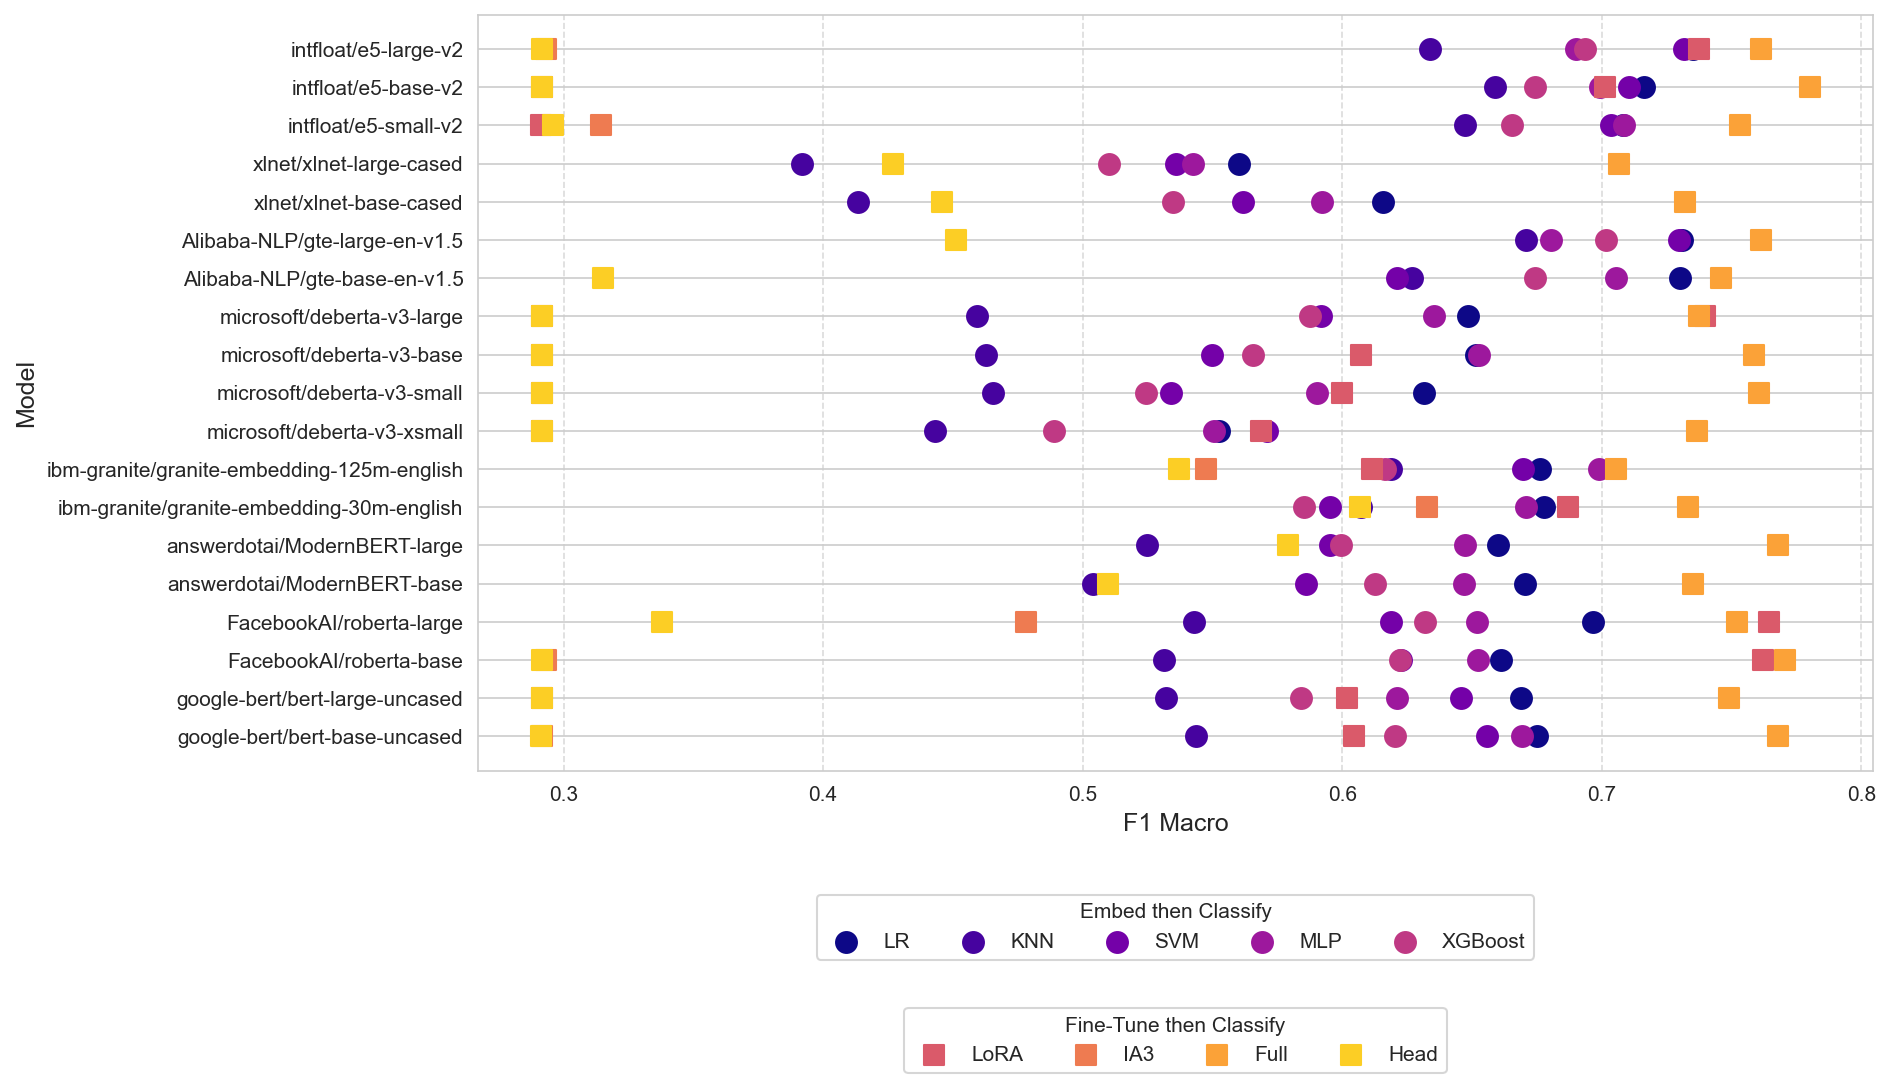 Model
intfloat/e5-large-v2
intfloat/e5-base-v2
intfloat/e5-small-v2
xlnet/xlnet-large-cased
xlnet/xlnet-base-cased
Alibaba-NLP/gte-large-en-v1.5
Alibaba-NLP/gte-base-en-v1.5
microsoft/deberta-v3-large
microsoft/deberta-v3-base
microsoft/deberta-v3-small
microsoft/deberta-v3-xsmall
ibm-granite/granite-embedding-125m-english
ibm-granite/granite-embedding-30m-english
answerdotai/ModernBERT-large
answerdotai/ModernBERT-base
FacebookAI/roberta-large
FacebookAI/roberta-base
google-bert/bert-large-uncased
google-bert/bert-base-uncased
0.3 0.4 0.5 0.6 0.7 0.8
F1 Macro
Embed then Classify
LR KNN SVM MLP XGBoost
Fine-Tune then Classify
LoRA IA3 Full Head